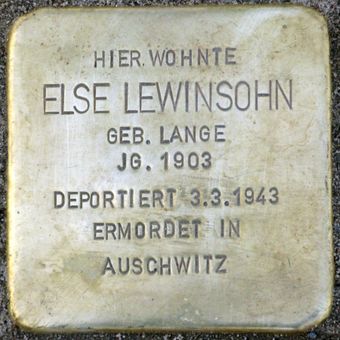 HIER WOHNTE
ELSE LEWINSOHN
GEB. LANGE
JG. 1903
DEPORTIERT 3.3.1943
ERMORDET IN
AUSCHWITZ